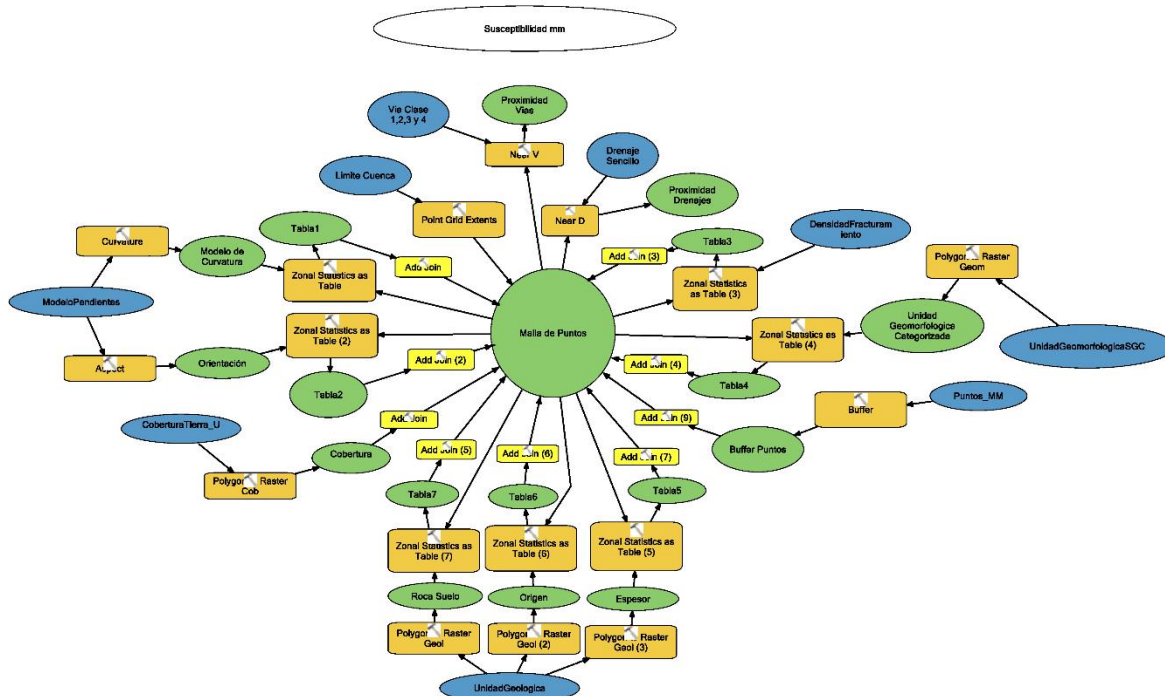 Susceptibilidad mm
Via Clase
1,2,3 y 4
Proximidad
Vias
Near V
Drenaje
Sencillo
Limite Cuenca
Point Grid Extents
Near D
Proximidad
Drenajes
Curvature
Modelo de
Curvatura
Tabla1
Add Join
Zonal Statistics as
Table
Add Join (3)
Tabla3
Zonal Statistics
as Table (3)
DensidadFracturam
iento
Polygon Raster
Geom
ModeloPendientes
Malla de Puntos
Unidad
Geomorfologica
Categorizada
UnidadGeomorfologicaSGC
Aspect
Orientación
Zonal Statistics as
Table (2)
Add Join (2)
Tabla2
Zonal Statistics as
Table (4)
Add Join (4)
Tabla4
Buffer
Puntos_MM
Add Join (9)
Buffer Puntos
CoberturaTierra_U
Polygon Raster
Cob
Cobertura
Add Join
Add Join (5)
Add Join (6)
Add Join (7)
Tabla7
Tabla6
Tabla5
Zonal Statistics as
Table (7)
Zonal Statistics as
Table (6)
Zonal Statistics as
Table (5)
Roca Suelo
Origen
Espesor
Polygon Raster
Geol
Polygon Raster
Geol (2)
Polygon Raster
Geol (3)
UnidadGeologica